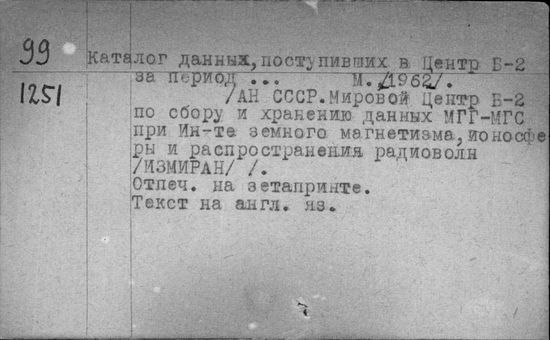 99
Каталог данных, поступивших в Центр Б-2
за период ... М. /1962/.
1251
/АН СССР. Мировой Центр Б-2
по сбору и хранению данных МГГ-МГС
при Ин-те земного магнетизма, ионосфе
ры и распространения радиоволн
/ИЗМИРАН/ /.
Отпеч. на зетапринте.
Текст на англ. яз.